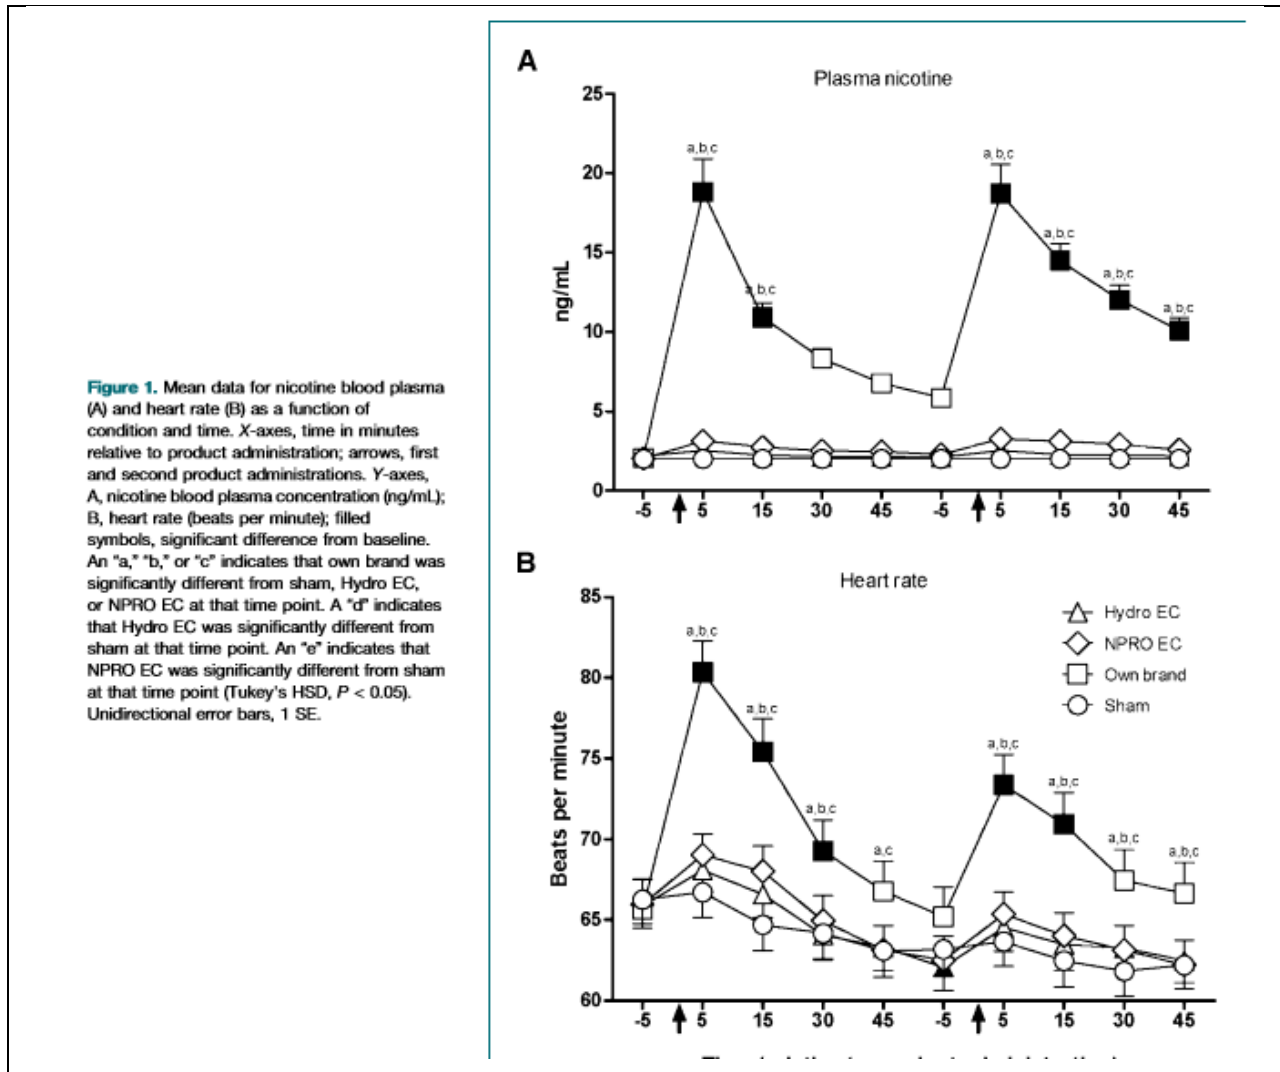 Figure 1. Mean data for nicotine blood plasma
(A) and heart rate (B) as a function of
condition and time. X-axes, time in minutes
relative to product administration; arrows, first
and second product administrations. Y-axes,
A, nicotine blood plasma concentration (ng/mL);
B, heart rate (beats per minute); filled
symbols, significant difference from baseline.
An “a,” “b,” or “c” indicates that own brand was
significantly different from sham, Hydro EC,
or NPRO EC at that time point. A “d” indicates
that Hydro EC was significantly different from
sham at that time point. An “e” indicates that
NPRO EC was significantly different from sham
at that time point (Tukey's HSD, P < 0.05).
Unidirectional error bars, 1 SE.
A
Plasma nicotine
25
20
15
10
5
0
ng/mL
a,b,c
a,b,c
a,b,c
a,b,c
a,b,c
a,b,c
-5 5 15 30 45 -5 5 15 30 45
B
Heart rate
85
80
75
70
65
60
Beats per minute
Hydro EC
NPRO EC
Own brand
Sham
a,b,c
a,b,c
a,b,c
a,c
a,b,c
a,b,c
a,b,c
a,b,c
-5 5 15 30 45 -5 5 15 30 45